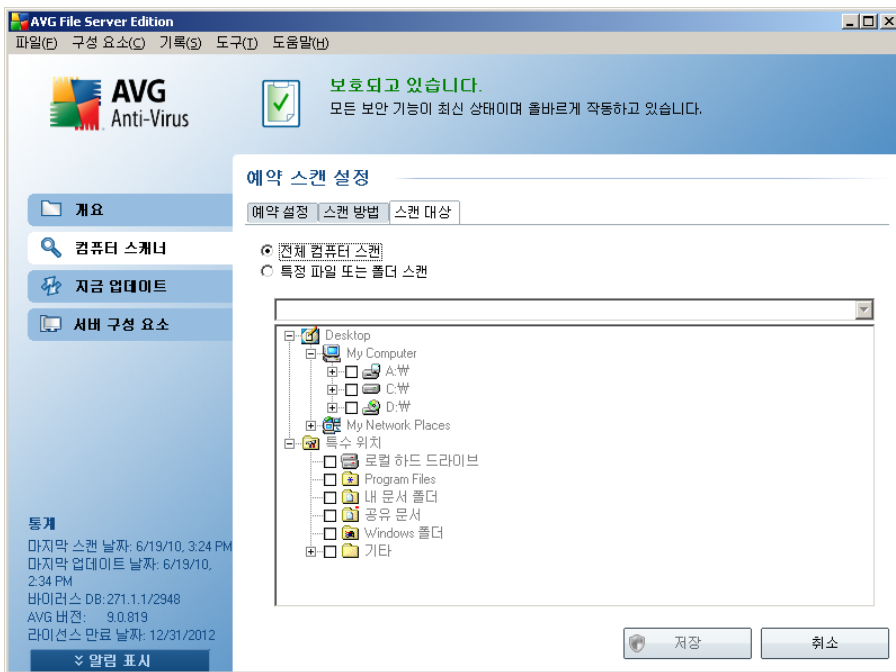 AVG File Server Edition
파일(F) 구성 요소(C) 기록(S) 도구(T) 도움말(H)
AVG
Anti-Virus
보호되고 있습니다.
모든 보안 기능이 최신 상태이며 올바르게 작동하고 있습니다.
개요
컴퓨터 스캐너
지금 업데이트
서버 구성 요소
통계
마지막 스캔 날짜: 6/19/10, 3:24 PM
마지막 업데이트 날짜: 6/19/10,
2:34 PM
바이러스 DB:271.1.1/2948
AVG 버전: 9.0.819
라이선스 만료 날짜: 12/31/2012
알림 표시
예약 스캔 설정
예약 설정 스캔 방법 스캔 대상
전체 컴퓨터 스캔
특정 파일 또는 폴더 스캔
Desktop
My Computer
A:₩
C:₩
D:₩
My Network Places
특수 위치
로컬 하드 드라이브
Program Files
내 문서 폴더
공유 문서
Windows 폴더
기타
저장 취소